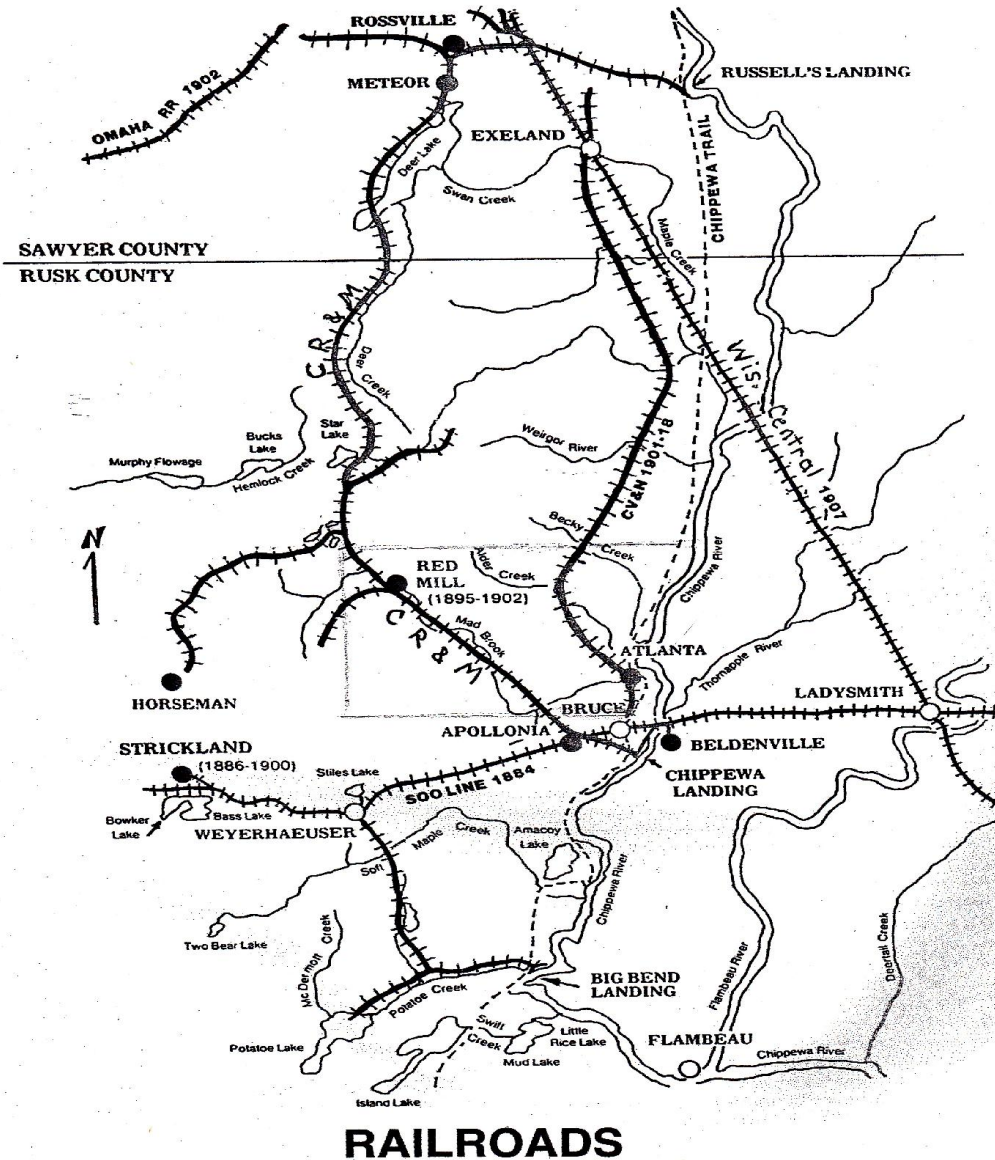 ROSSVILLE
METEOR
OMAHA RR 1902
RUSSELL'S LANDING
EXELAND
Deer Lake
Swan Creek
CHIPPEWA TRAIL
Maple Creek
SAWYER COUNTY
RUSK COUNTY
C R & M
Deer Creek
Wis. Central 1907
Star Lake
Bucks Lake
Weirgor River
CV&N 1901-18
Murphy Flowage
Hemlock Creek
Becky Creek
N
RED MILL
(1895-1902)
Alder Creek
Chippewa River
C R & M
Mad Brook
ATLANTA
Thornapple River
HORSEMAN
BRUCE
LADYSMITH
APOLLONIA
BELDENVILLE
STRICKLAND
(1886-1900)
Stiles Lake
SOO LINE 1884
CHIPPEWA
LANDING
Bowker
Lake
Bass Lake
WEYERHAEUSER
Soft Maple Creek
Amacoy
Lake
Chippewa River
Two Bear Lake
Mc Dermott Creek
Flambeau River
Deertail Creek
Potatoe Creek
BIG BEND
LANDING
Potatoe Lake
Swift
Creek
Little
Rice Lake
Mud Lake
FLAMBEAU
Chippewa River
Island Lake
RAILROADS